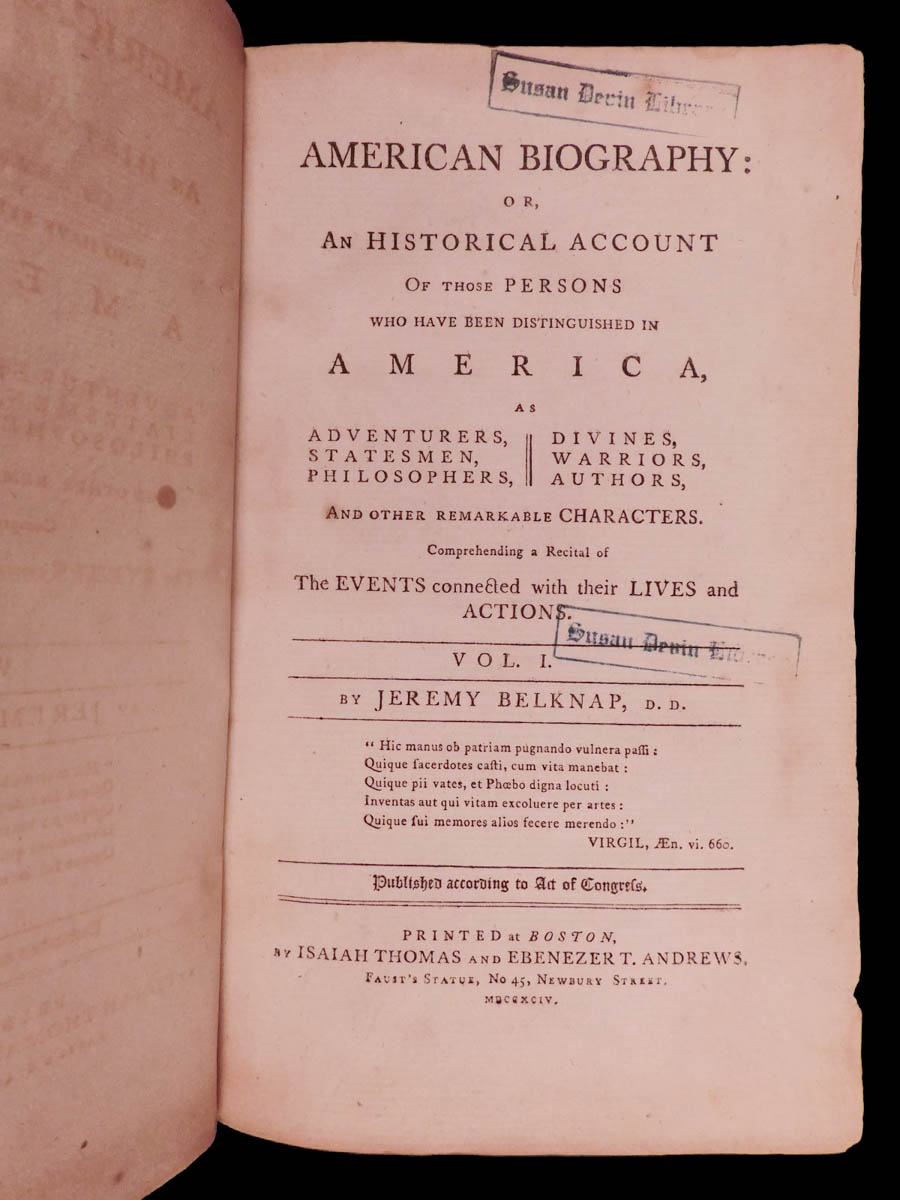 Susan Devin
AMERICAN BIOGRAPHY:
OR,
AN HISTORICAL ACCOUNT
OF THOSE PERSONS
WHO HAVE BEEN DISTINGUISHED IN
AMERICA,
AS
ADVENTURERS,
STATESMEN,
PHILOSOPHERS,
DIVINES,
WARRIORS,
AUTHORS,
AND OTHER REMARKABLE CHARACTERS.
Comprehending a Recital of
The EVENTS connected with their LIVES and
ACTIONS.
Susan Devin
VOL. I.
BY JEREMY BELKNAP, D. D.
“ Hic manus ob patriam pugnando vulnera paſſi :
Quique ſacerdotes caſti, cum vita manebat :
Quique pii vates, et Phœbo digna locuti :
Inventas aut qui vitam excoluere per artes :
Quique ſui memores alios fecere merendo :”
VIRGIL, Æn. vi. 660.
Published according to Act of Congreſs.
PRINTED at BOSTON,
BY ISAIAH THOMAS AND EBENEZER T. ANDREWS.
FAUST'S STATUE, No 45, NEWBURY STREET.
MDCCXCIV.